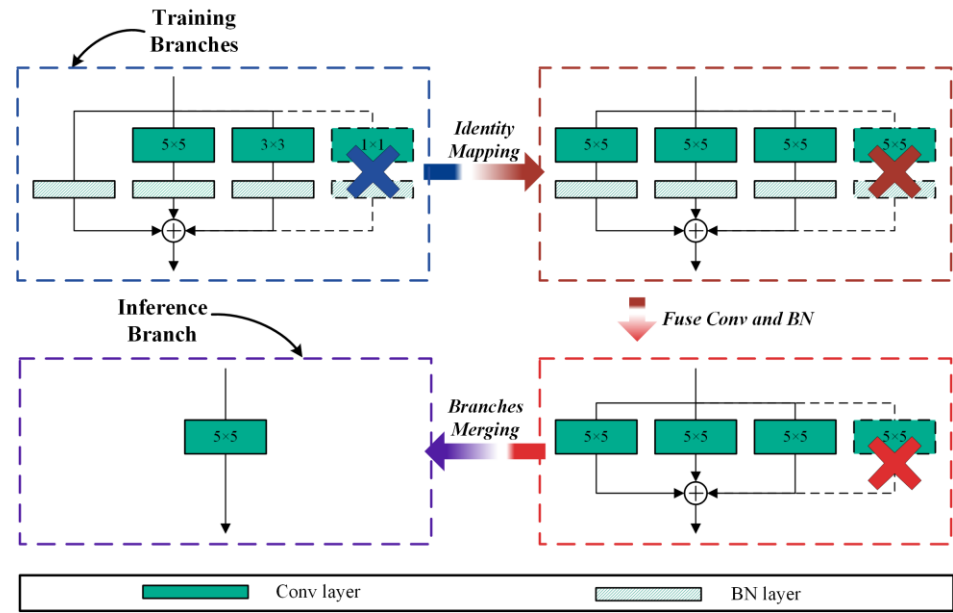 Training
Branches
5×5
3×3
1×1
Identity
Mapping
5×5
5×5
5×5
5×5
Fuse Conv and BN
Inference
Branch
5×5
Branches
Merging
5×5
5×5
5×5
5×5
Conv layer
BN layer